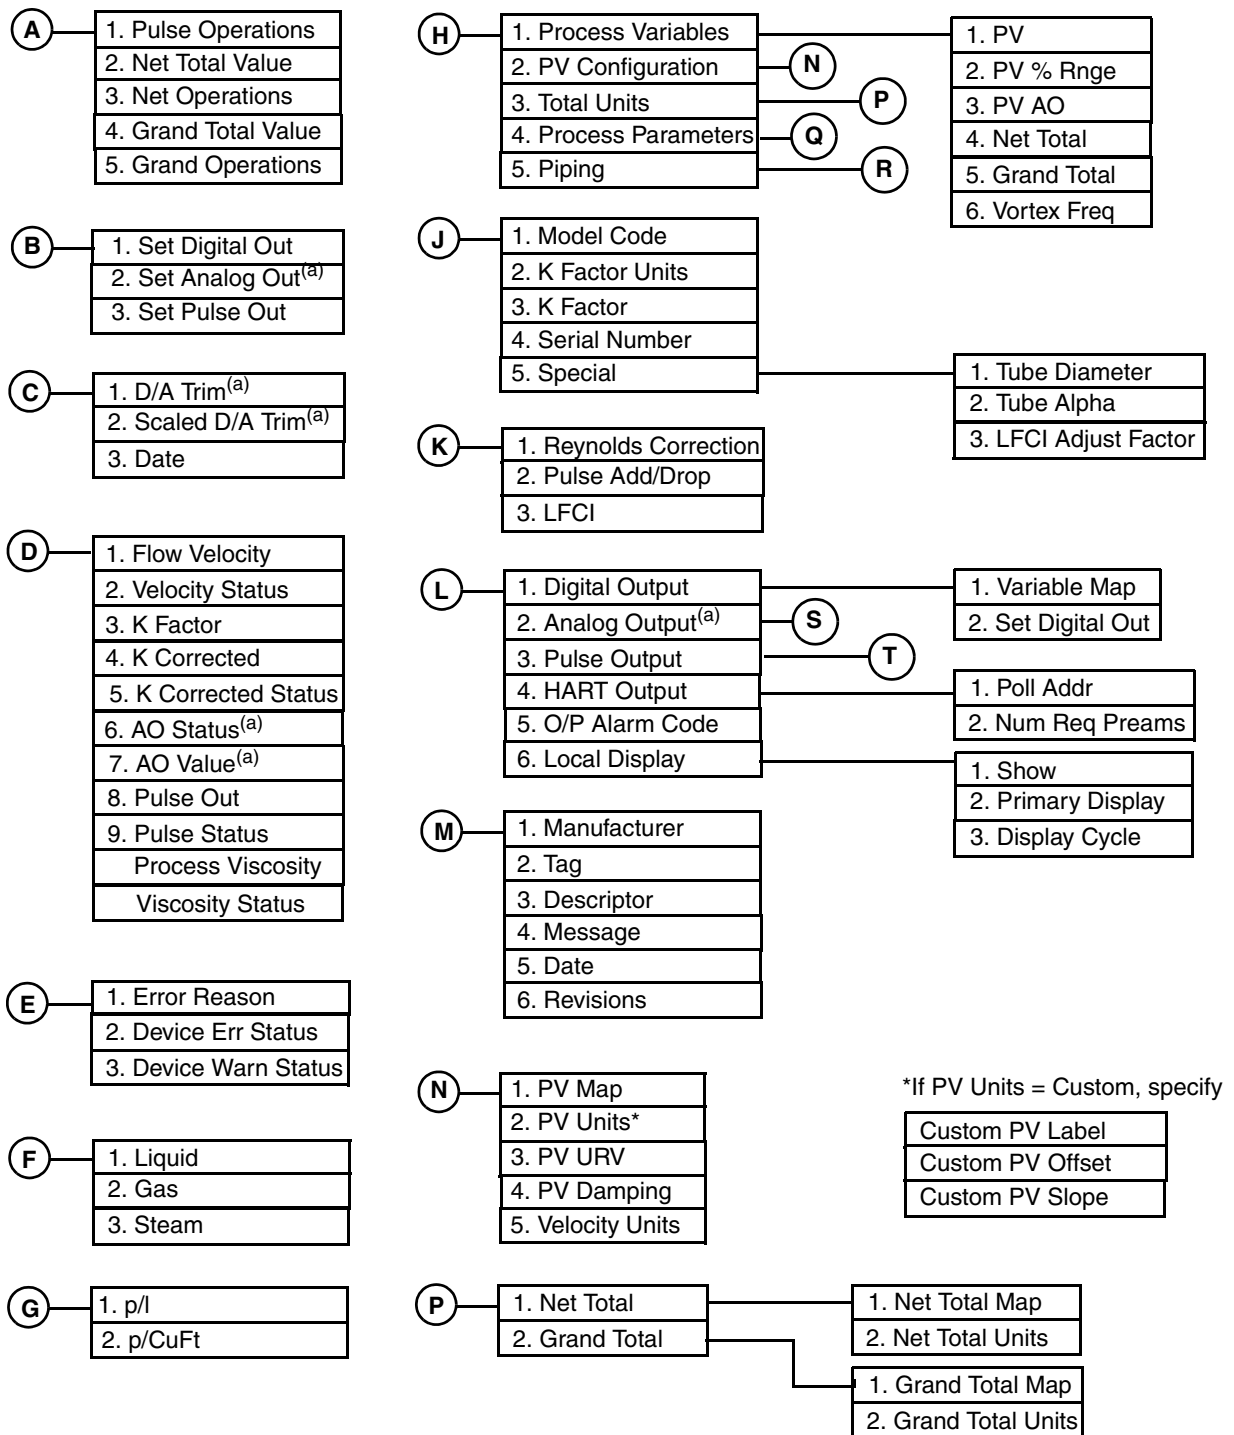 A
1. Pulse Operations
2. Net Total Value
3. Net Operations
4. Grand Total Value
5. Grand Operations
B
1. Set Digital Out
2. Set Analog Out(a)
3. Set Pulse Out
C
1. D/A Trim(a)
2. Scaled D/A Trim(a)
3. Date
D
1. Flow Velocity
2. Velocity Status
3. K Factor
4. K Corrected
5. K Corrected Status
6. AO Status(a)
7. AO Value(a)
8. Pulse Out
9. Pulse Status
Process Viscosity
Viscosity Status
E
1. Error Reason
2. Device Err Status
3. Device Warn Status
F
1. Liquid
2. Gas
3. Steam
G
1. p/l
2. p/CuFt
H
1. Process Variables
2. PV Configuration
N
3. Total Units
P
4. Process Parameters
Q
5. Piping
R
1. PV
2. PV % Rnge
3. PV AO
4. Net Total
5. Grand Total
6. Vortex Freq
J
1. Model Code
2. K Factor Units
3. K Factor
4. Serial Number
5. Special
1. Tube Diameter
2. Tube Alpha
3. LFCI Adjust Factor
K
1. Reynolds Correction
2. Pulse Add/Drop
3. LFCI
L
1. Digital Output
2. Analog Output(a)
S
3. Pulse Output
T
4. HART Output
5. O/P Alarm Code
6. Local Display
1. Variable Map
2. Set Digital Out
1. Poll Addr
2. Num Req Preams
1. Show
2. Primary Display
3. Display Cycle
M
1. Manufacturer
2. Tag
3. Descriptor
4. Message
5. Date
6. Revisions
N
1. PV Map
2. PV Units*
3. PV URV
4. PV Damping
5. Velocity Units
*If PV Units = Custom, specify
Custom PV Label
Custom PV Offset
Custom PV Slope
P
1. Net Total
2. Grand Total
1. Net Total Map
2. Net Total Units
1. Grand Total Map
2. Grand Total Units